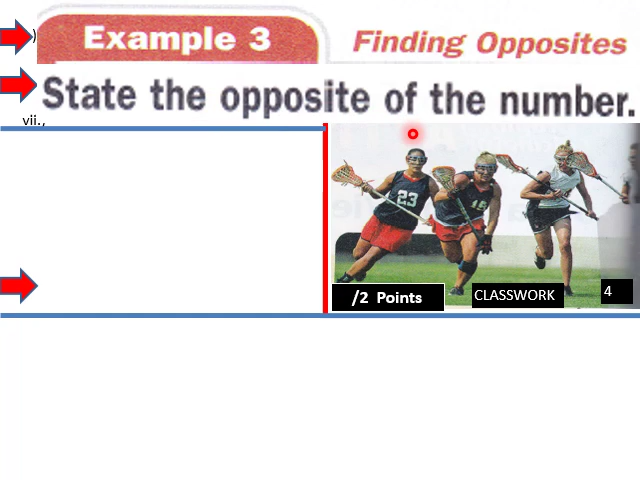 ) Example 3 Finding Opposites
State the opposite of the number.
vii.,
23
15
/2 Points CLASSWORK 4